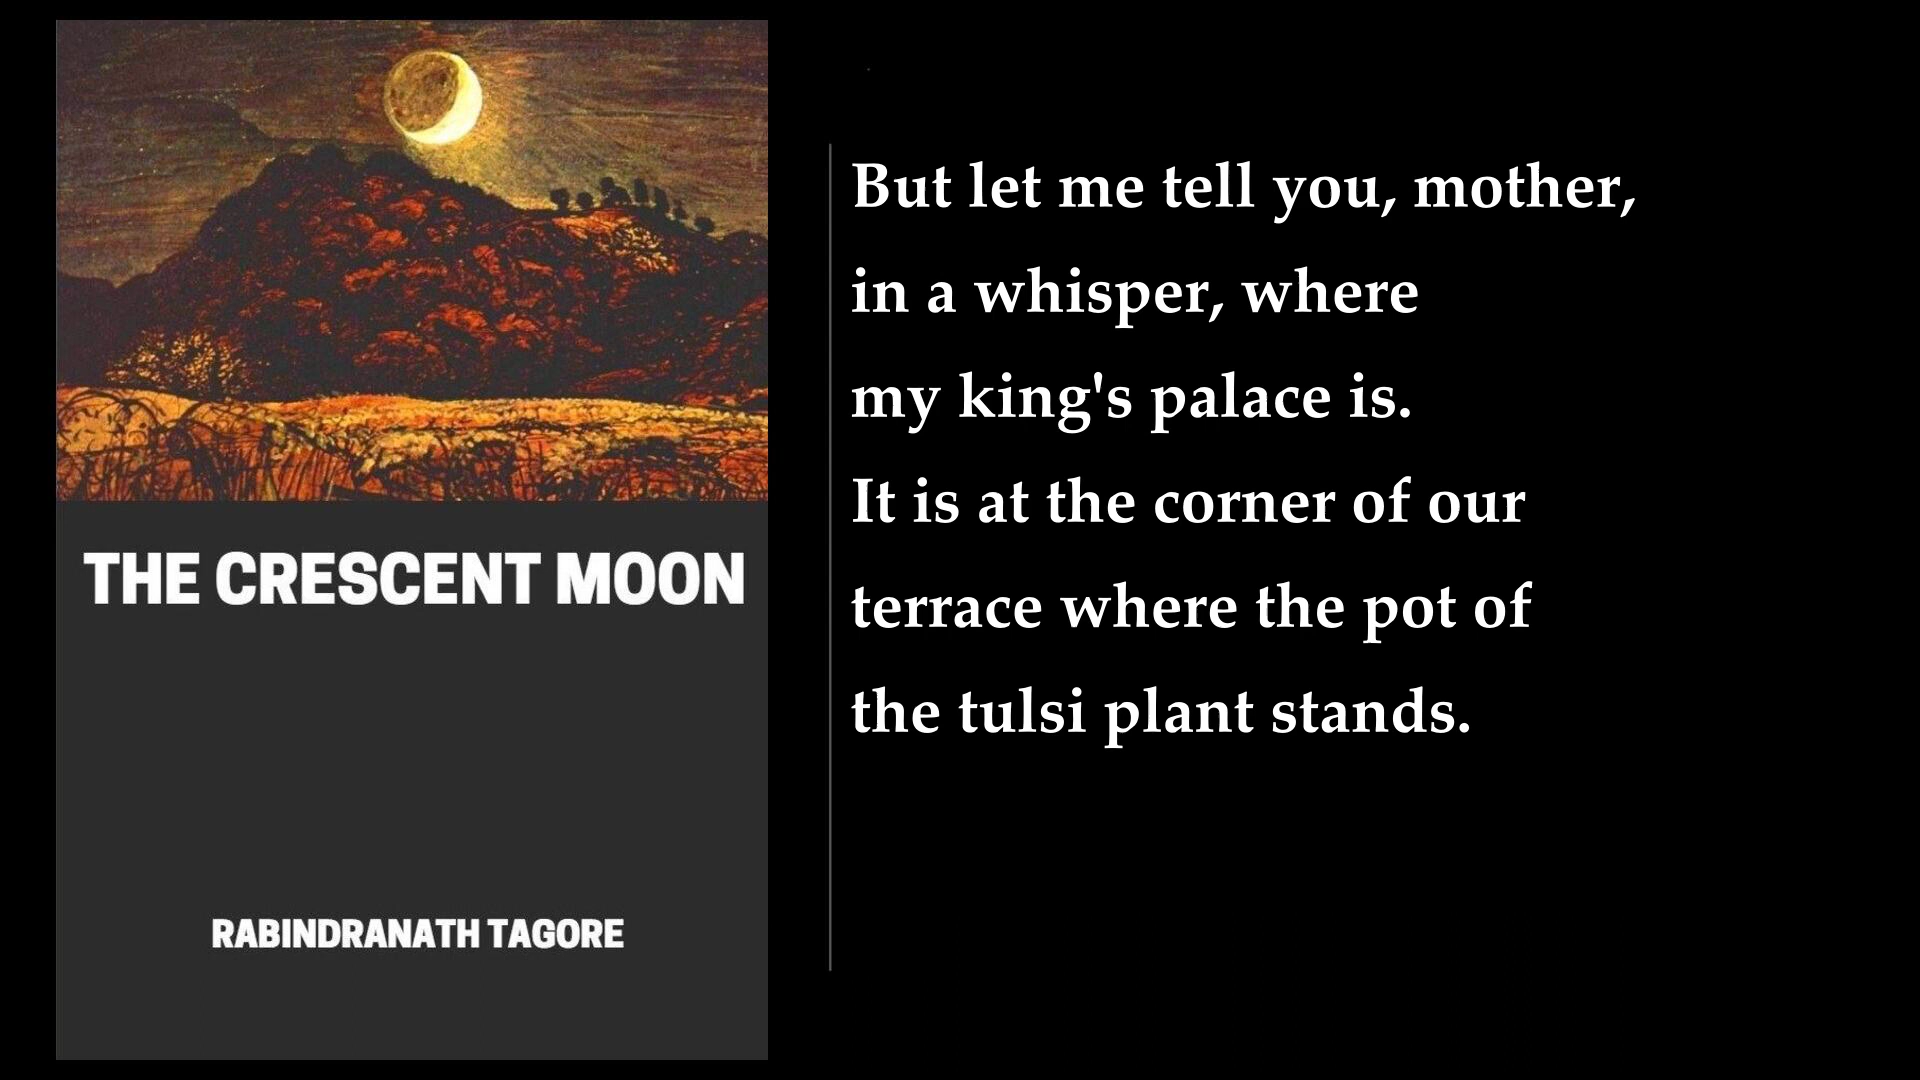 THE CRESCENT MOON
RABINDRANATH TAGORE
But let me tell you, mother,
in a whisper, where
my king's palace is.
It is at the corner of our
terrace where the pot of
the tulsi plant stands.